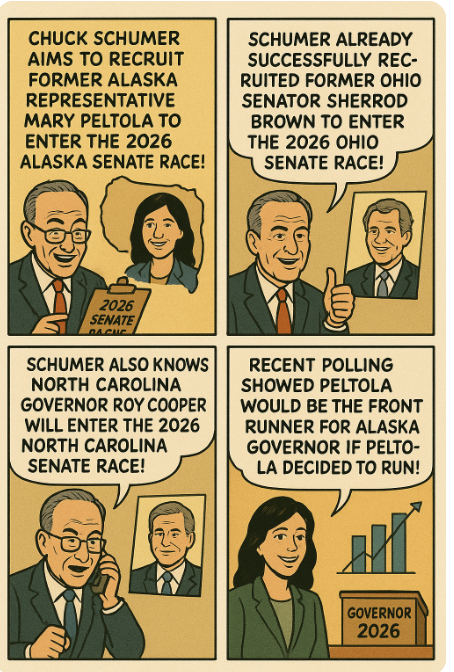 CHUCK SCHUMER
AIMS TO RECRUIT
FORMER ALASKA
REPRESENTATIVE
MARY PELTOLA TO
ENTER THE 2026
ALASKA SENATE RACE!
2026
SENATE
SCHUMER ALREADY
SUCCESSFULLY REC-
RUITED FORMER OHIO
SENATOR SHERROD
BROWN TO ENTER
THE 2026 OHIO
SENATE RACE!
SCHUMER ALSO KNOWS
NORTH CAROLINA
GOVERNOR ROY COOPER
WILL ENTER THE 2026
NORTH CAROLINA
SENATE RACE!
RECENT POLLING
SHOWED PELTOLA
WOULD BE THE FRONT
RUNNER FOR ALASKA
GOVERNOR IF PELTO-
LA DECIDED TO RUN!
GOVERNOR
2026